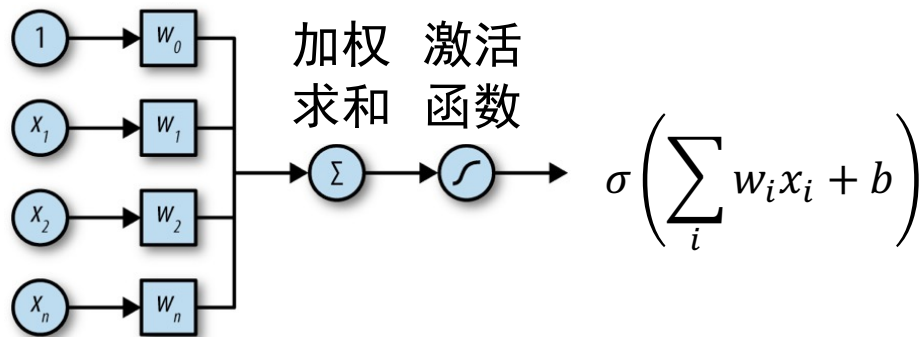 1 w₀
加权 激活
求和 函数
x₁ w₁
Σ
σ(∑ᵢ wᵢxᵢ + b)
x₂ w₂
xₙ wₙ